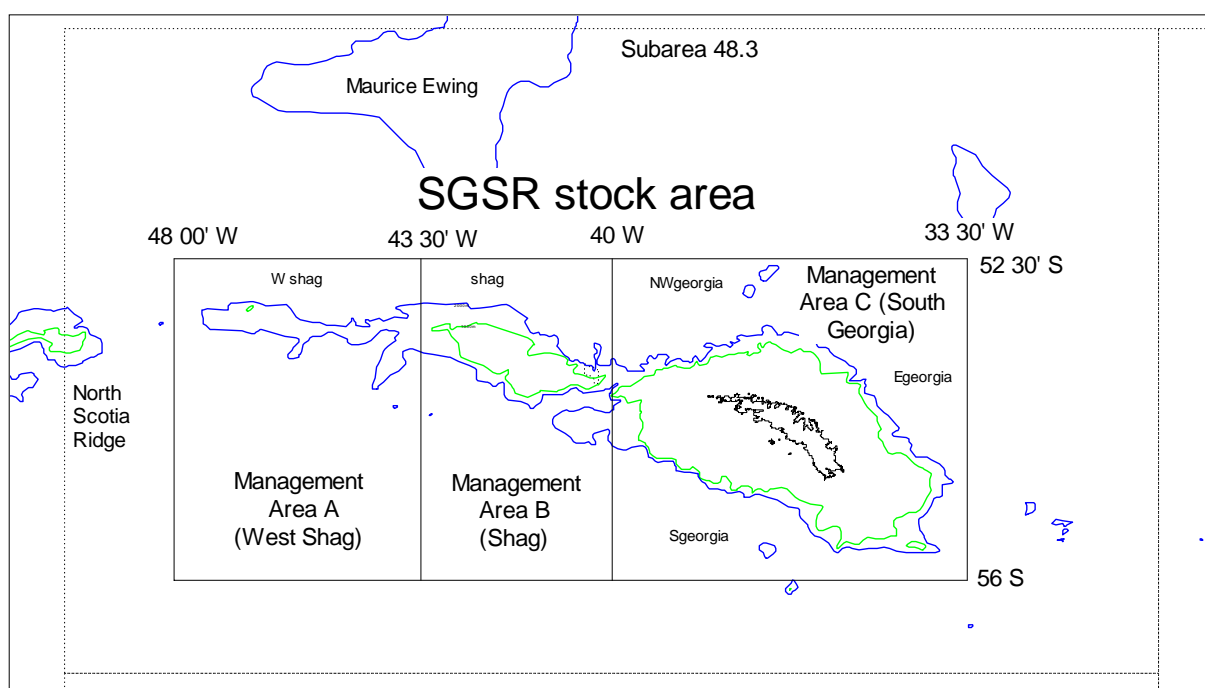 Subarea 48.3
Maurice Ewing
SGSR stock area
48 00' W
43 30' W
40 W
33 30' W
52 30' S
W shag
shag
NWgeorgia
Management
Area C (South
Georgia)
Egeorgia
North
Scotia
Ridge
Management
Area A
(West Shag)
Management
Area B
(Shag)
Sgeorgia
56 S